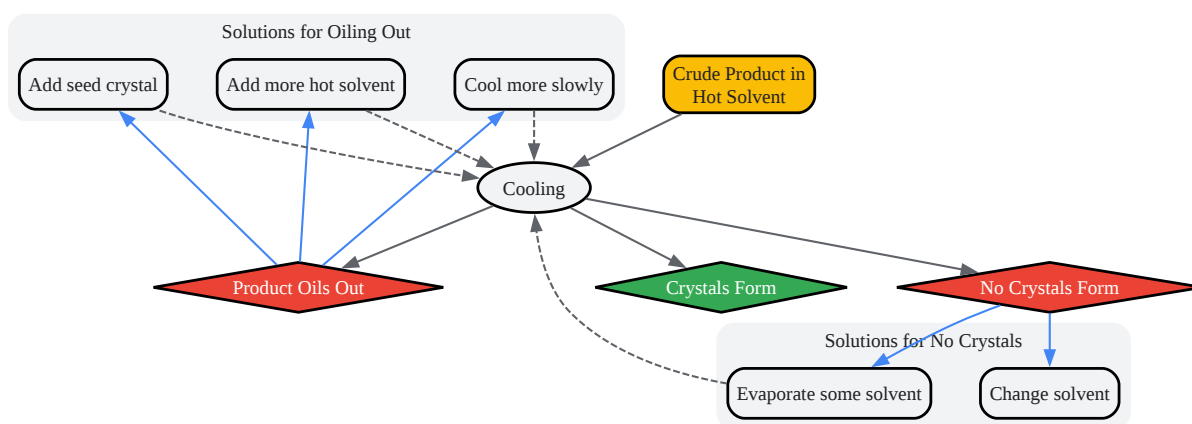 Solutions for Oiling Out
Add seed crystal
Add more hot solvent
Cool more slowly
Crude Product in
Hot Solvent
Cooling
Product Oils Out
Crystals Form
No Crystals Form
Solutions for No Crystals
Evaporate some solvent
Change solvent